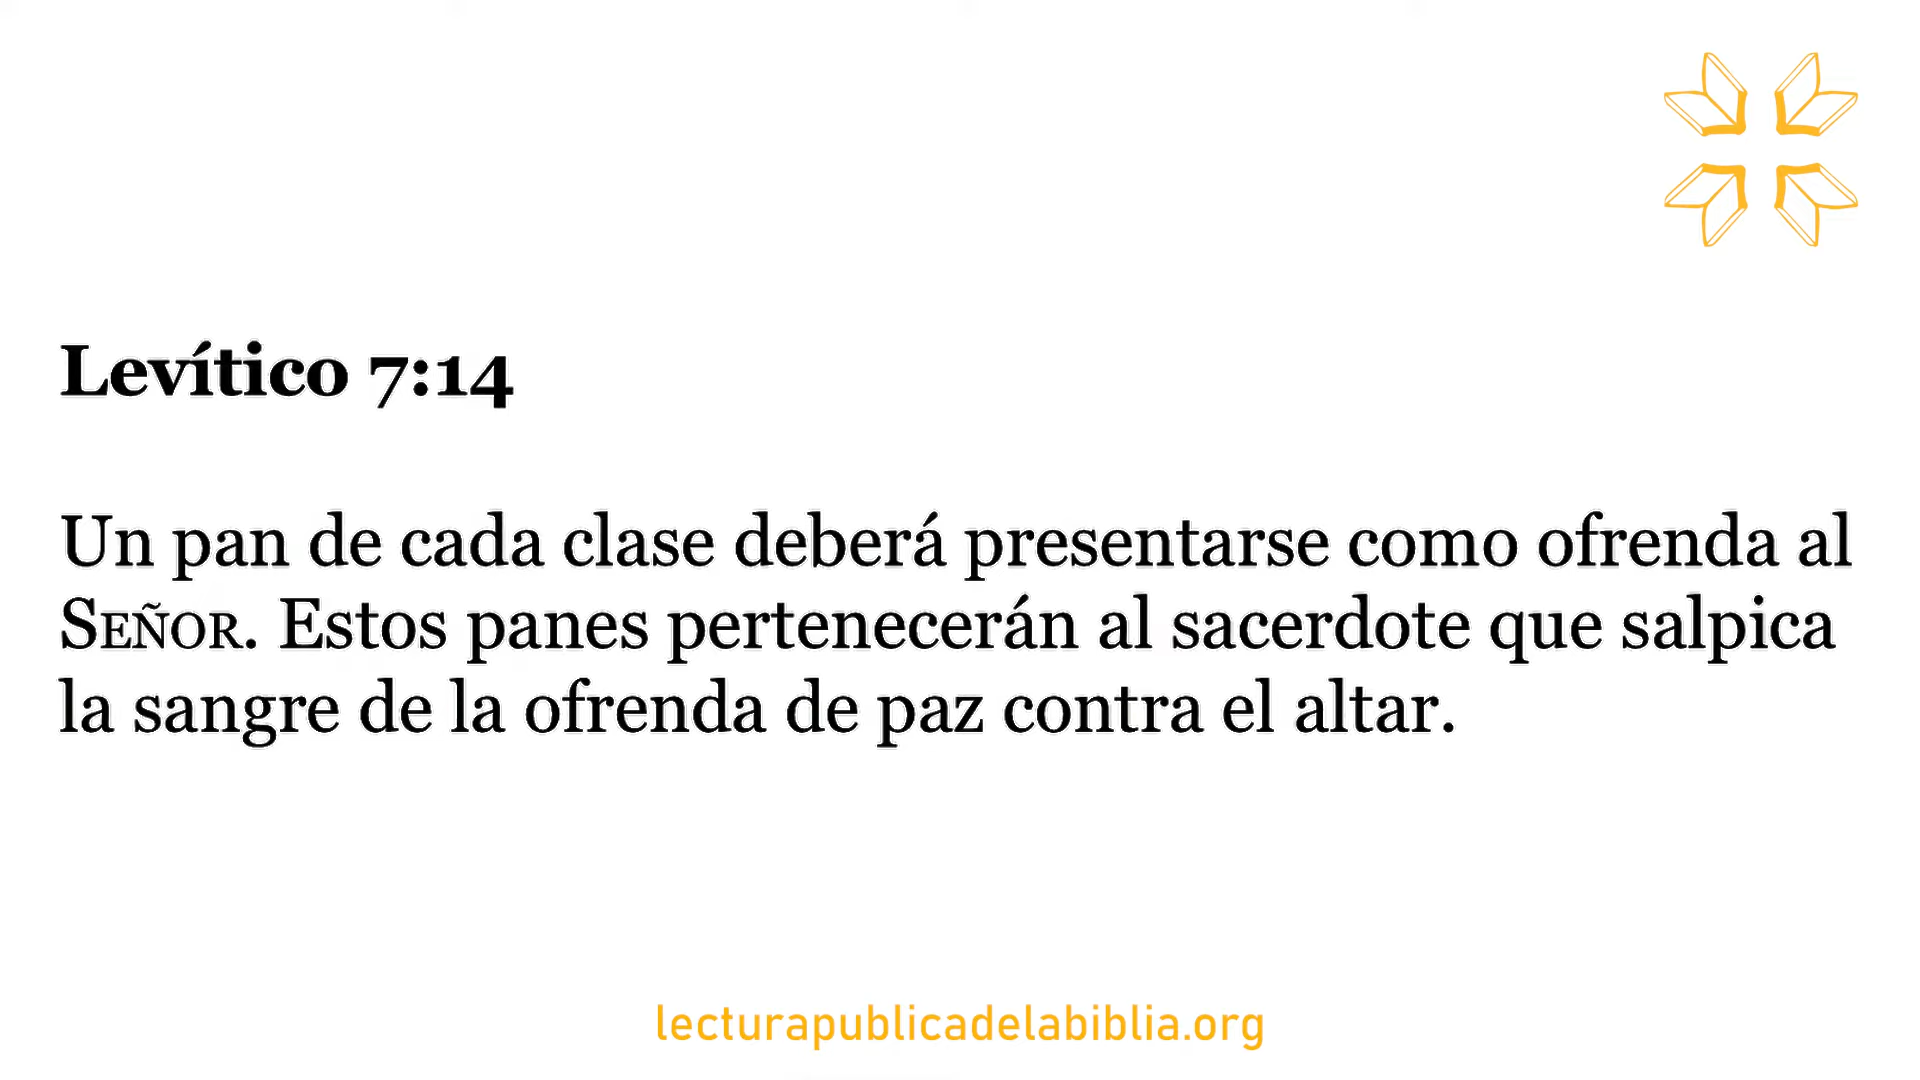 Levítico 7:14
Un pan de cada clase deberá presentarse como ofrenda al
SEÑOR. Estos panes pertenecerán al sacerdote que salpica
la sangre de la ofrenda de paz contra el altar.
lecturapublicadelabiblia.org